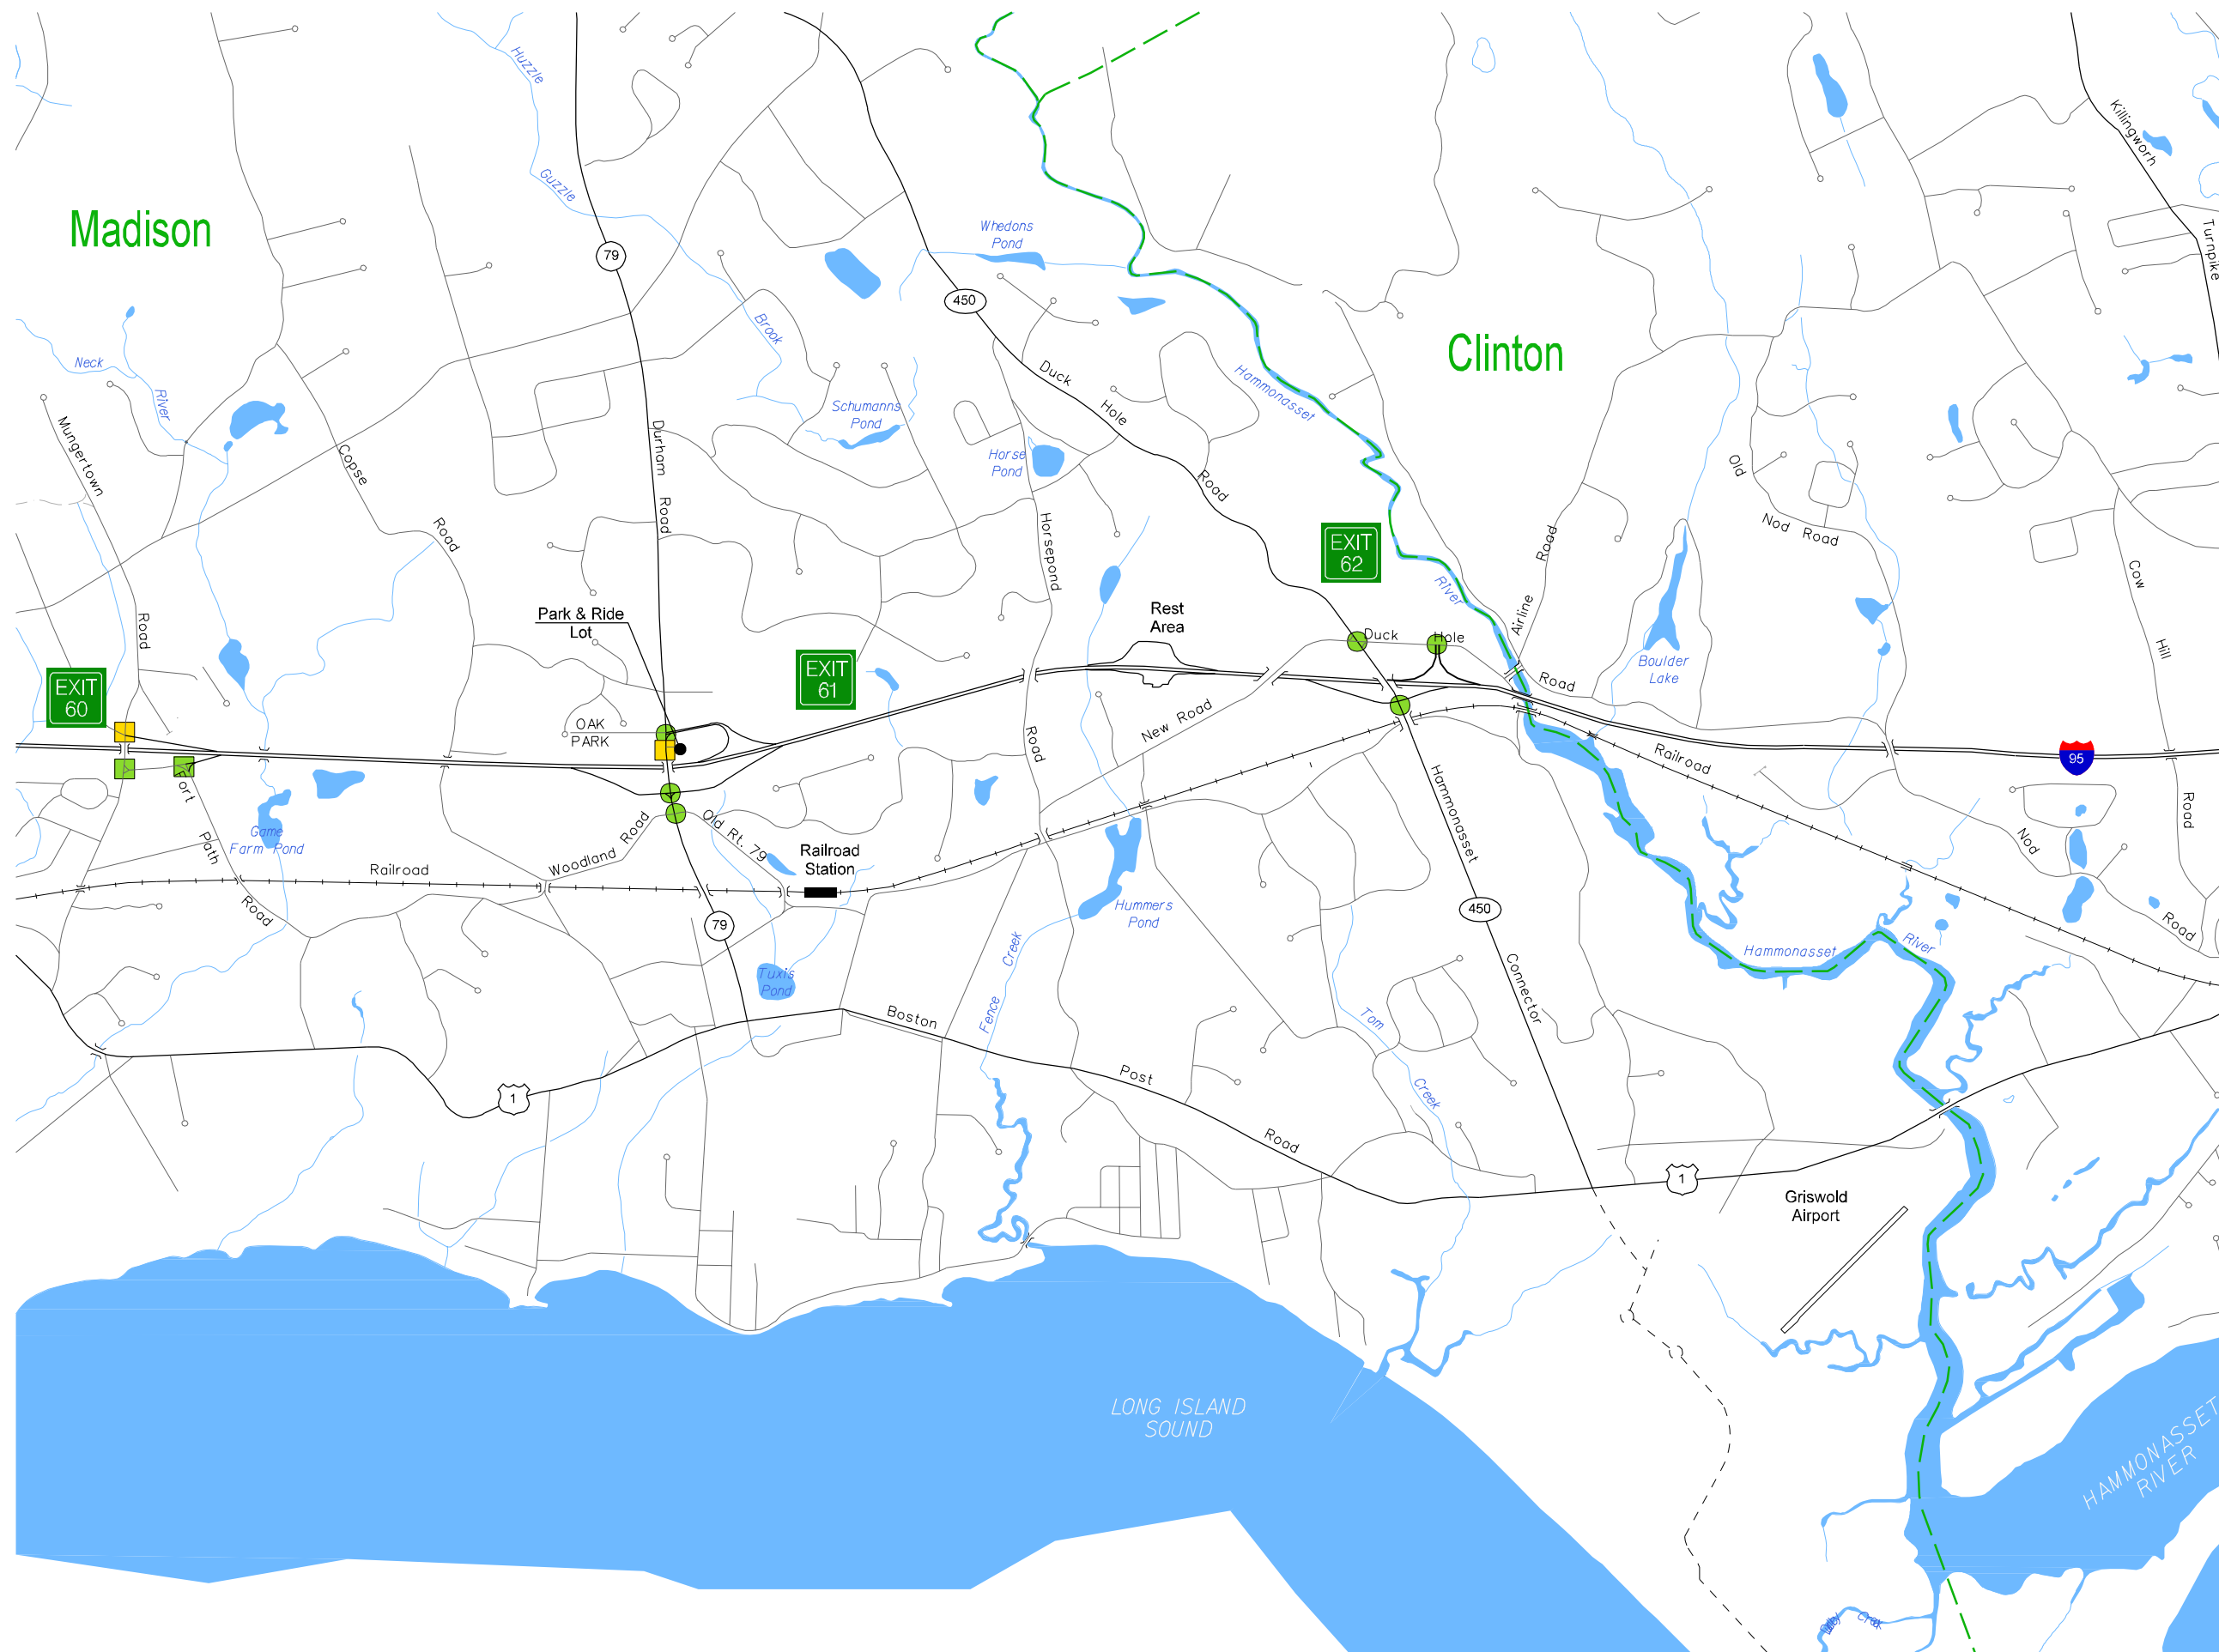 Huzzle
Guzzle
Brook
Madison
79
450
Whedons
Pond
Clinton
Killingworh
Turnpike
Neck
River
Mungertown
Road
Copse
Road
Durham
Road
Schumanns
Pond
Horse
Pond
Duck
Hole
Road
Hammonasset
River
Horsepond
Road
Old
Nod Road
Cow
Hill
Road
Airline
Road
EXIT
62
Park & Ride
Lot
Rest
Area
Duck
Hole
Road
Boulder
Lake
EXIT
60
EXIT
61
OAK
PARK
New Road
Railroad
95
Fort
Path
Road
Game
Farm Pond
Railroad
Woodland Road
Old Rt. 79
Railroad
Station
Hammonasset
Connector
450
Nod
Road
79
Hummers
Pond
Hammonasset
River
Tuxis
Pond
Fence
Creek
Tom
Creek
Boston
Post
Road
1
1
Griswold
Airport
LONG ISLAND
SOUND
HAMMONASSET
RIVER